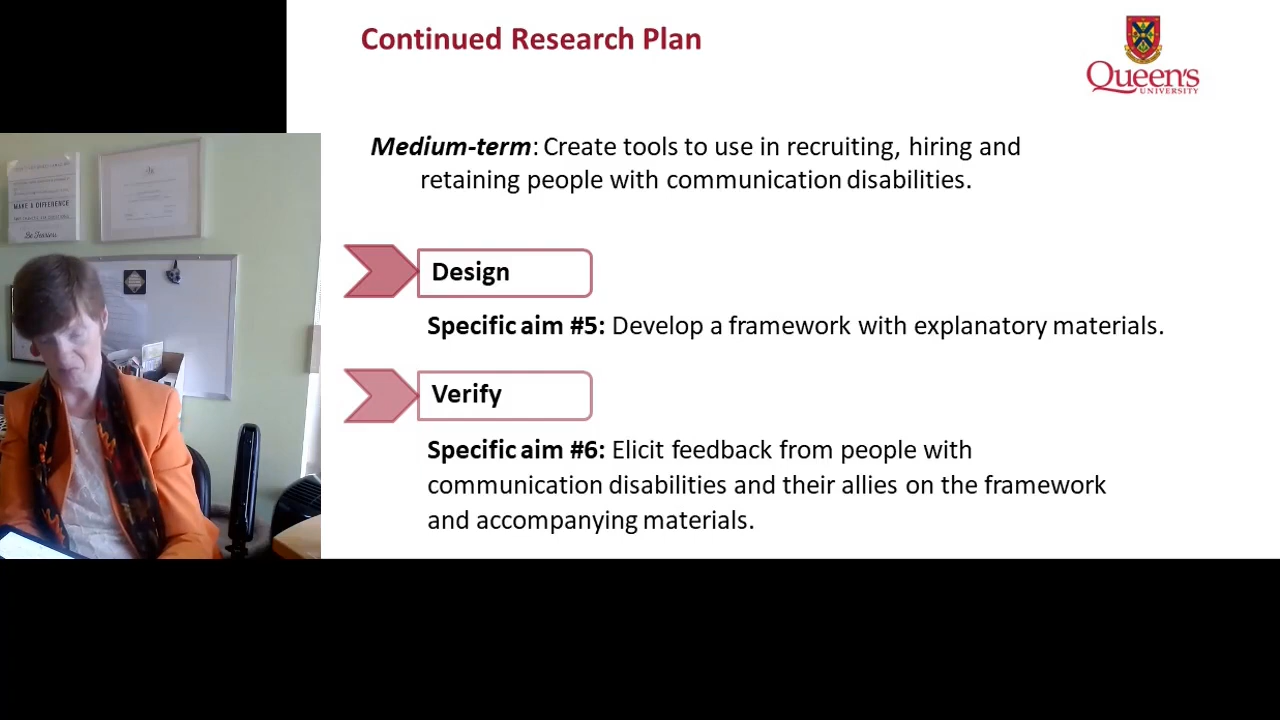 Continued Research Plan
Queen's
UNIVERSITY
Medium-term: Create tools to use in recruiting, hiring and
retaining people with communication disabilities.
Design
Specific aim #5: Develop a framework with explanatory materials.
Verify
Specific aim #6: Elicit feedback from people with
communication disabilities and their allies on the framework
and accompanying materials.
MAKE A DIFFERENCE